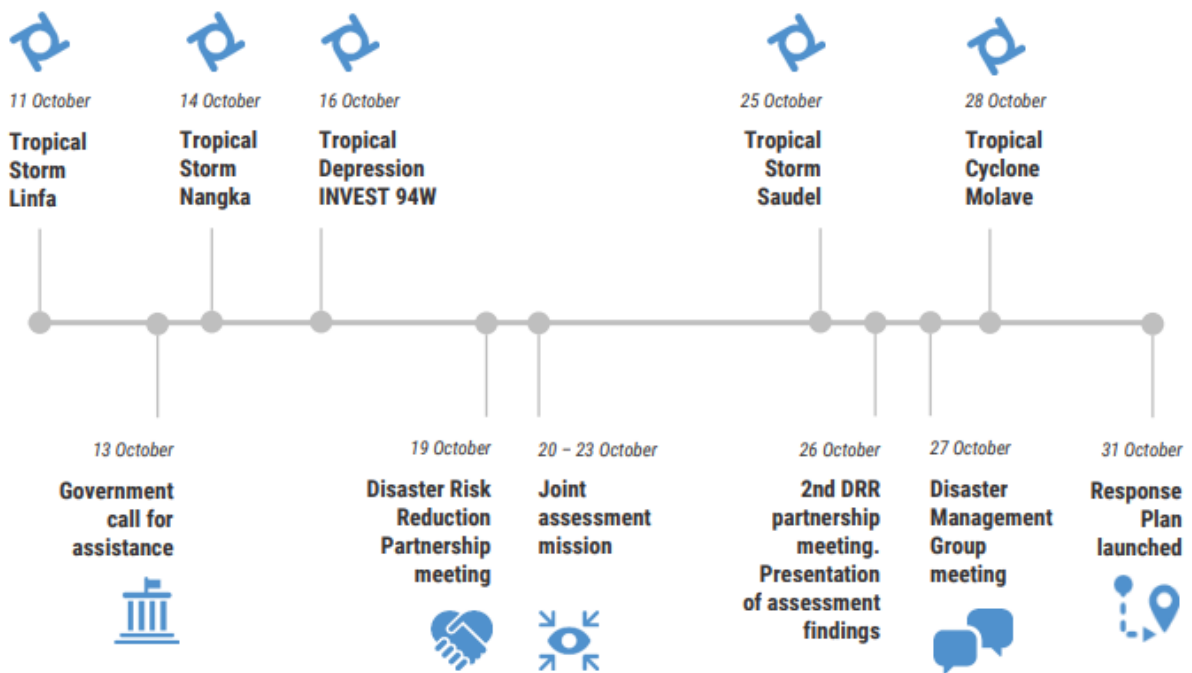 11 October
Tropical
Storm
Linfa
14 October
Tropical
Storm
Nangka
16 October
Tropical
Depression
INVEST 94W
25 October
Tropical
Storm
Saudel
28 October
Tropical
Cyclone
Molave
13 October
Government
call for
assistance
19 October
Disaster Risk
Reduction
Partnership
meeting
20 – 23 October
Joint
assessment
mission
26 October
2nd DRR
partnership
meeting.
Presentation
of assessment
findings
27 October
Disaster
Management
Group
meeting
31 October
Response
Plan
launched